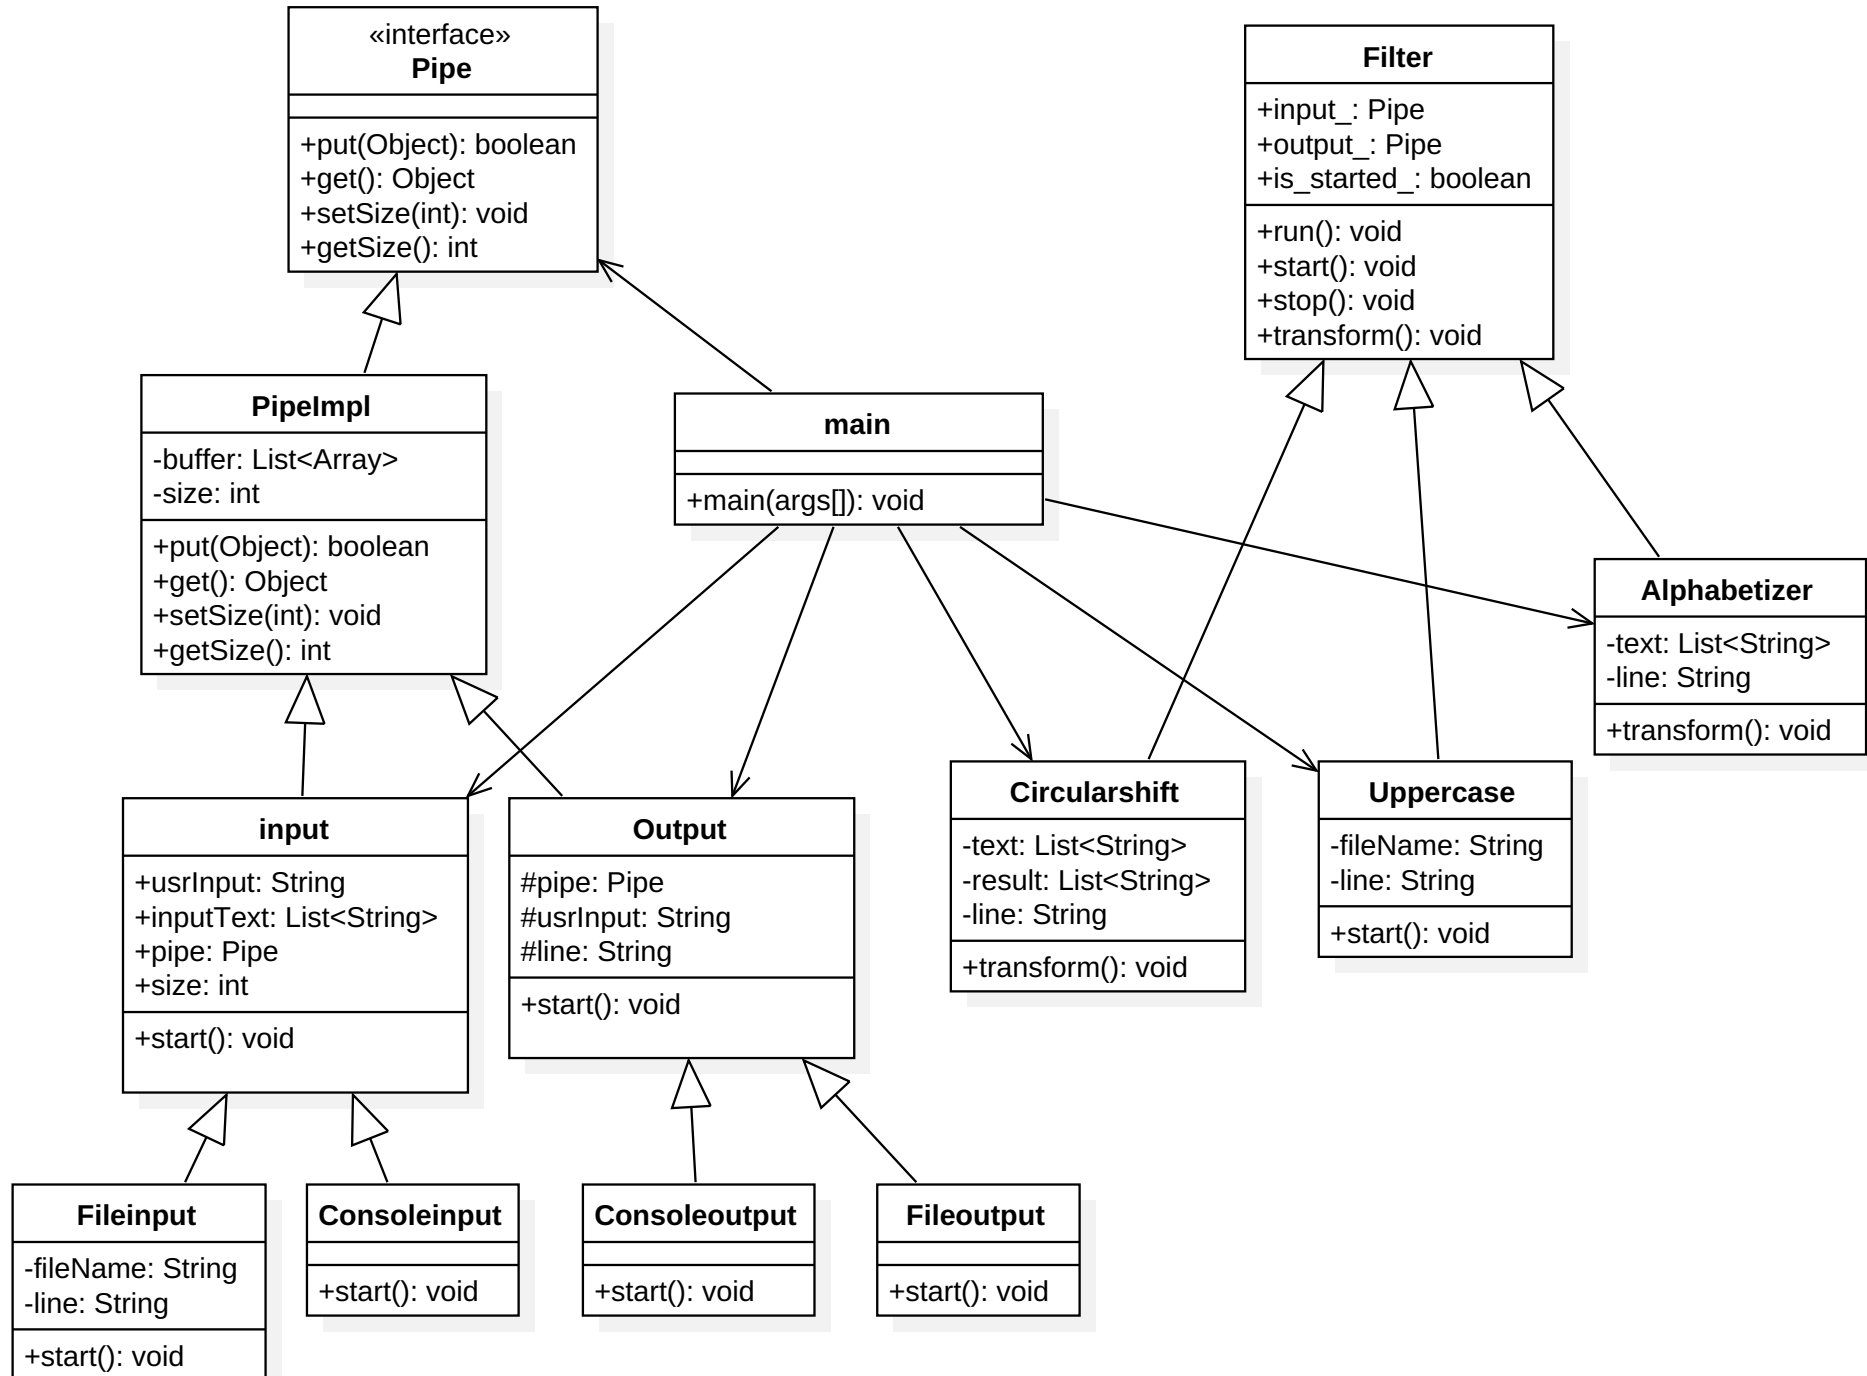 «interface»
Pipe
+put(Object): boolean
+get(): Object
+setSize(int): void
+getSize(): int
Filter
+input_: Pipe
+output_: Pipe
+is_started_: boolean
+run(): void
+start(): void
+stop(): void
+transform(): void
PipeImpl
-buffer: List<Array>
-size: int
+put(Object): boolean
+get(): Object
+setSize(int): void
+getSize(): int
main
+main(args[]): void
Alphabetizer
-text: List<String>
-line: String
+transform(): void
input
+usrInput: String
+inputText: List<String>
+pipe: Pipe
+size: int
+start(): void
Output
#pipe: Pipe
#usrInput: String
#line: String
+start(): void
Circularshift
-text: List<String>
-result: List<String>
-line: String
+transform(): void
Uppercase
-fileName: String
-line: String
+start(): void
Fileinput
-fileName: String
-line: String
+start(): void
Consoleinput
+start(): void
Consoleoutput
+start(): void
Fileoutput
+start(): void